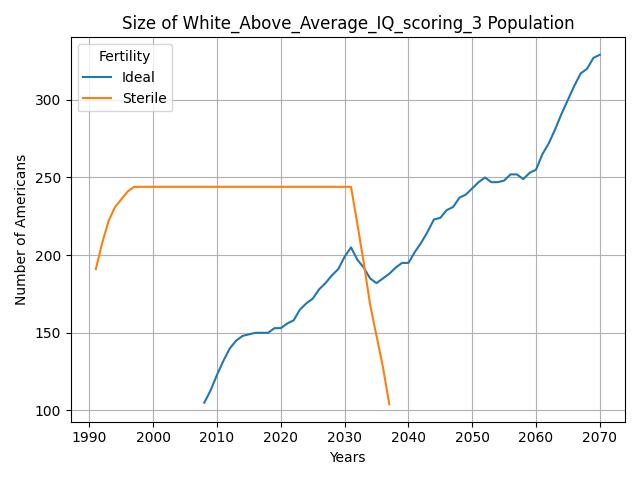 Size of White_Above_Average_IQ_scoring_3 Population
Fertility
Ideal
Sterile
Number of Americans
300
250
200
150
100
1990 2000 2010 2020 2030 2040 2050 2060 2070
Years